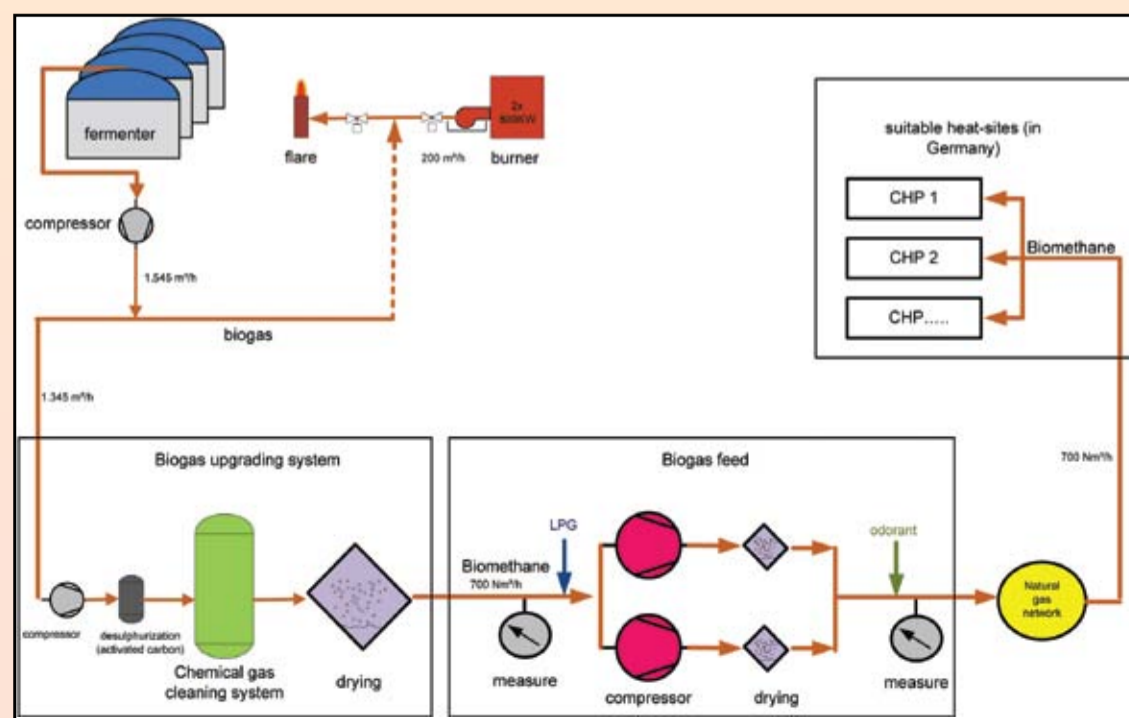 fermenter
compressor
1.545 m³/h
biogas
1.345 m³/h
flare
200 m³/h
2x
burner
suitable heat-sites (in
Germany)
CHP 1
CHP 2
CHP.....
Biomethane
700 Nm³/h
Biogas upgrading system
compressor
desulphurization
(activated carbon)
Chemical gas
cleaning system
drying
Biogas feed
Biomethane
700 Nm³/h
LPG
measure
compressor
drying
odorant
measure
Natural
gas
network